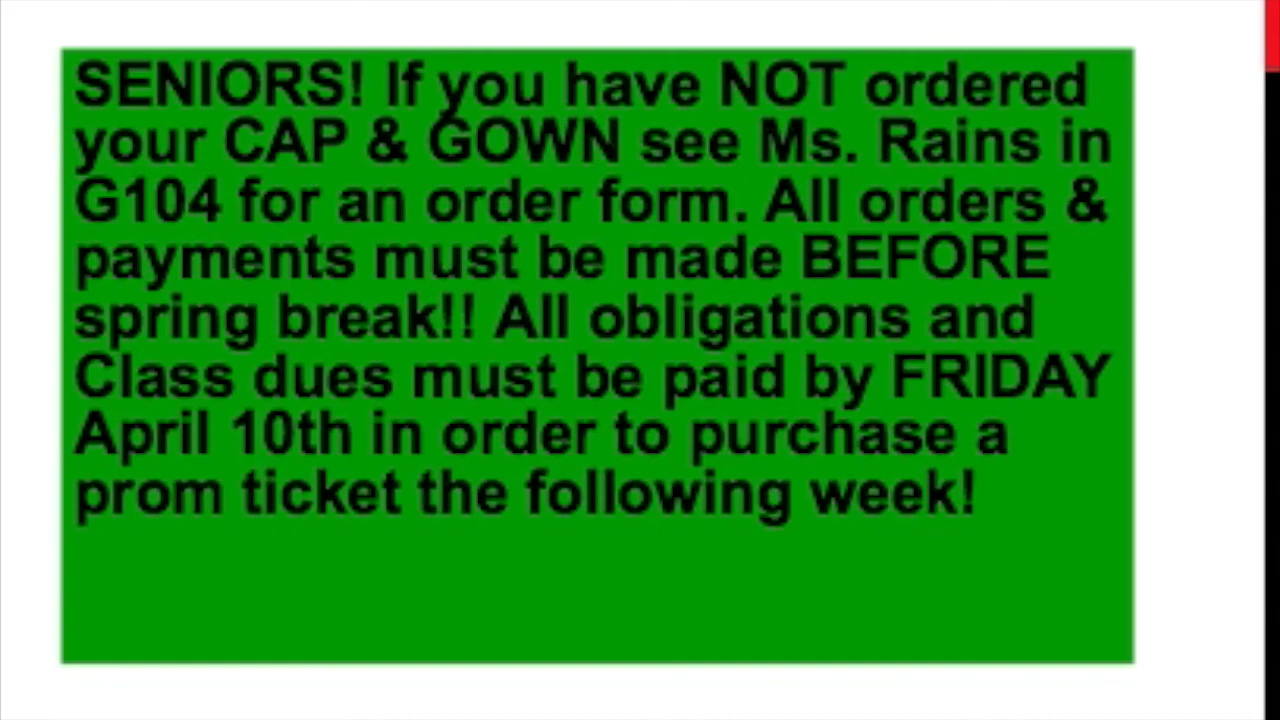 SENIORS! If you have NOT ordered
your CAP & GOWN see Ms. Rains in
G104 for an order form. All orders &
payments must be made BEFORE
spring break!! All obligations and
Class dues must be paid by FRIDAY
April 10th in order to purchase a
prom ticket the following week!